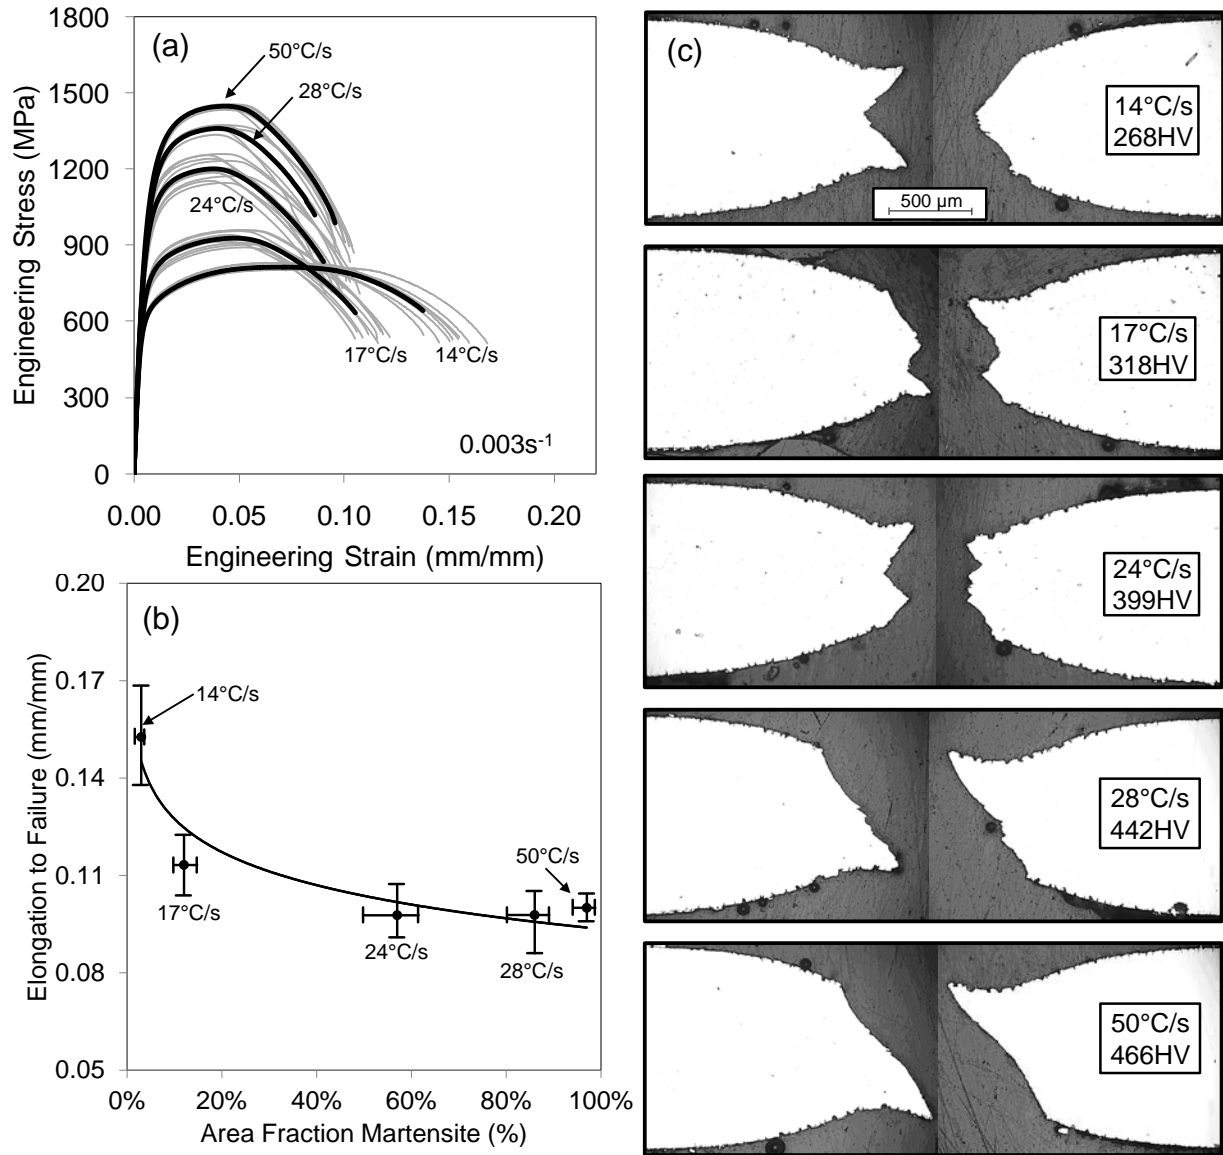 (a)
1800
1500
1200
900
600
300
0
Engineering Stress (MPa)
50°C/s
28°C/s
24°C/s
17°C/s
14°C/s
0.003s⁻¹
0.00
0.05
0.10
0.15
0.20
Engineering Strain (mm/mm)
(b)
0.20
0.17
0.14
0.11
0.08
0.05
Elongation to Failure (mm/mm)
14°C/s
17°C/s
24°C/s
28°C/s
50°C/s
0%
20%
40%
60%
80%
100%
Area Fraction Martensite (%)
(c)
14°C/s
268HV
500 µm
17°C/s
318HV
24°C/s
399HV
28°C/s
442HV
50°C/s
466HV